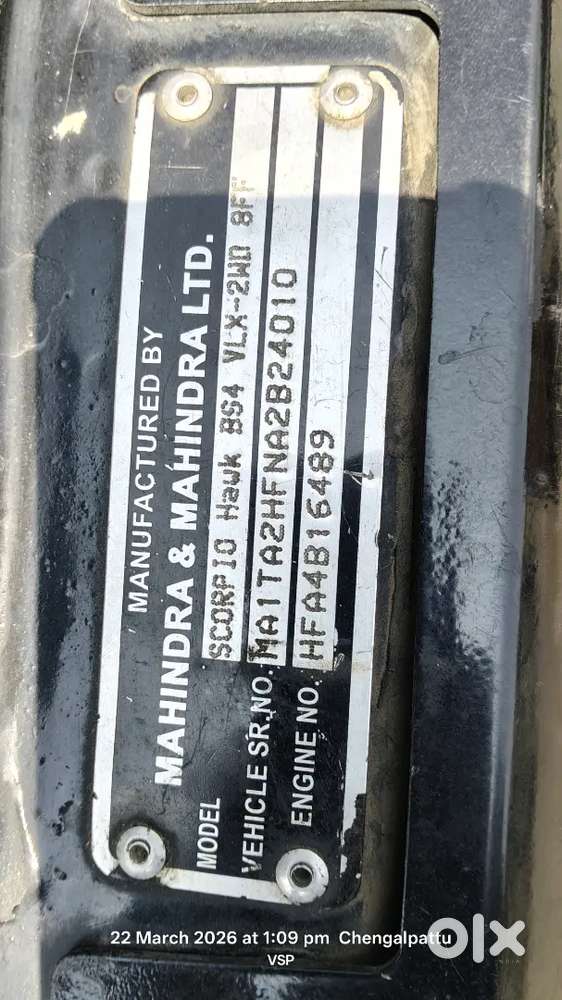 MANUFACTURED BY
MAHINDRA & MAHINDRA LTD.
MODEL SCORPIO Hawk BS4 VLX-2WD 8FF
VEHICLE SR.NO. MA1TA2HFNA2B24010
ENGINE NO. HFA4B16489
22 March 2026 at 1:09 pm Chengalpattu
VSP
olx
INDIA